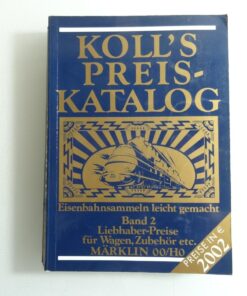 KOLL'S
PREIS-
KATALOG
Eisenbahnsammeln leicht gemacht
Band 2
Liebhaber-Preise
für Wagen, Zubehör etc.
MÄRKLIN 00/H0
PREISE IN €
2002